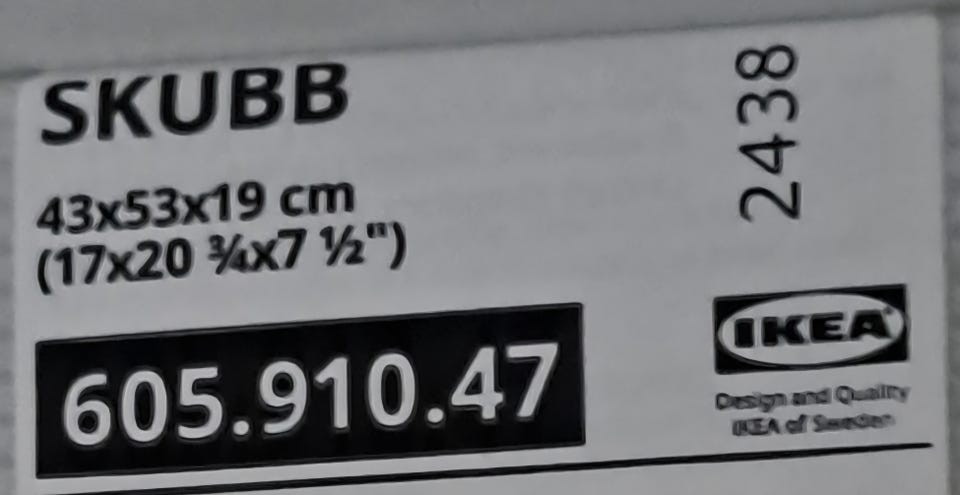 SKUBB
43x53x19 cm
(17x20 ¾x7 ½")
605.910.47
2438
IKEA
Design and Quality
IKEA of Sweden